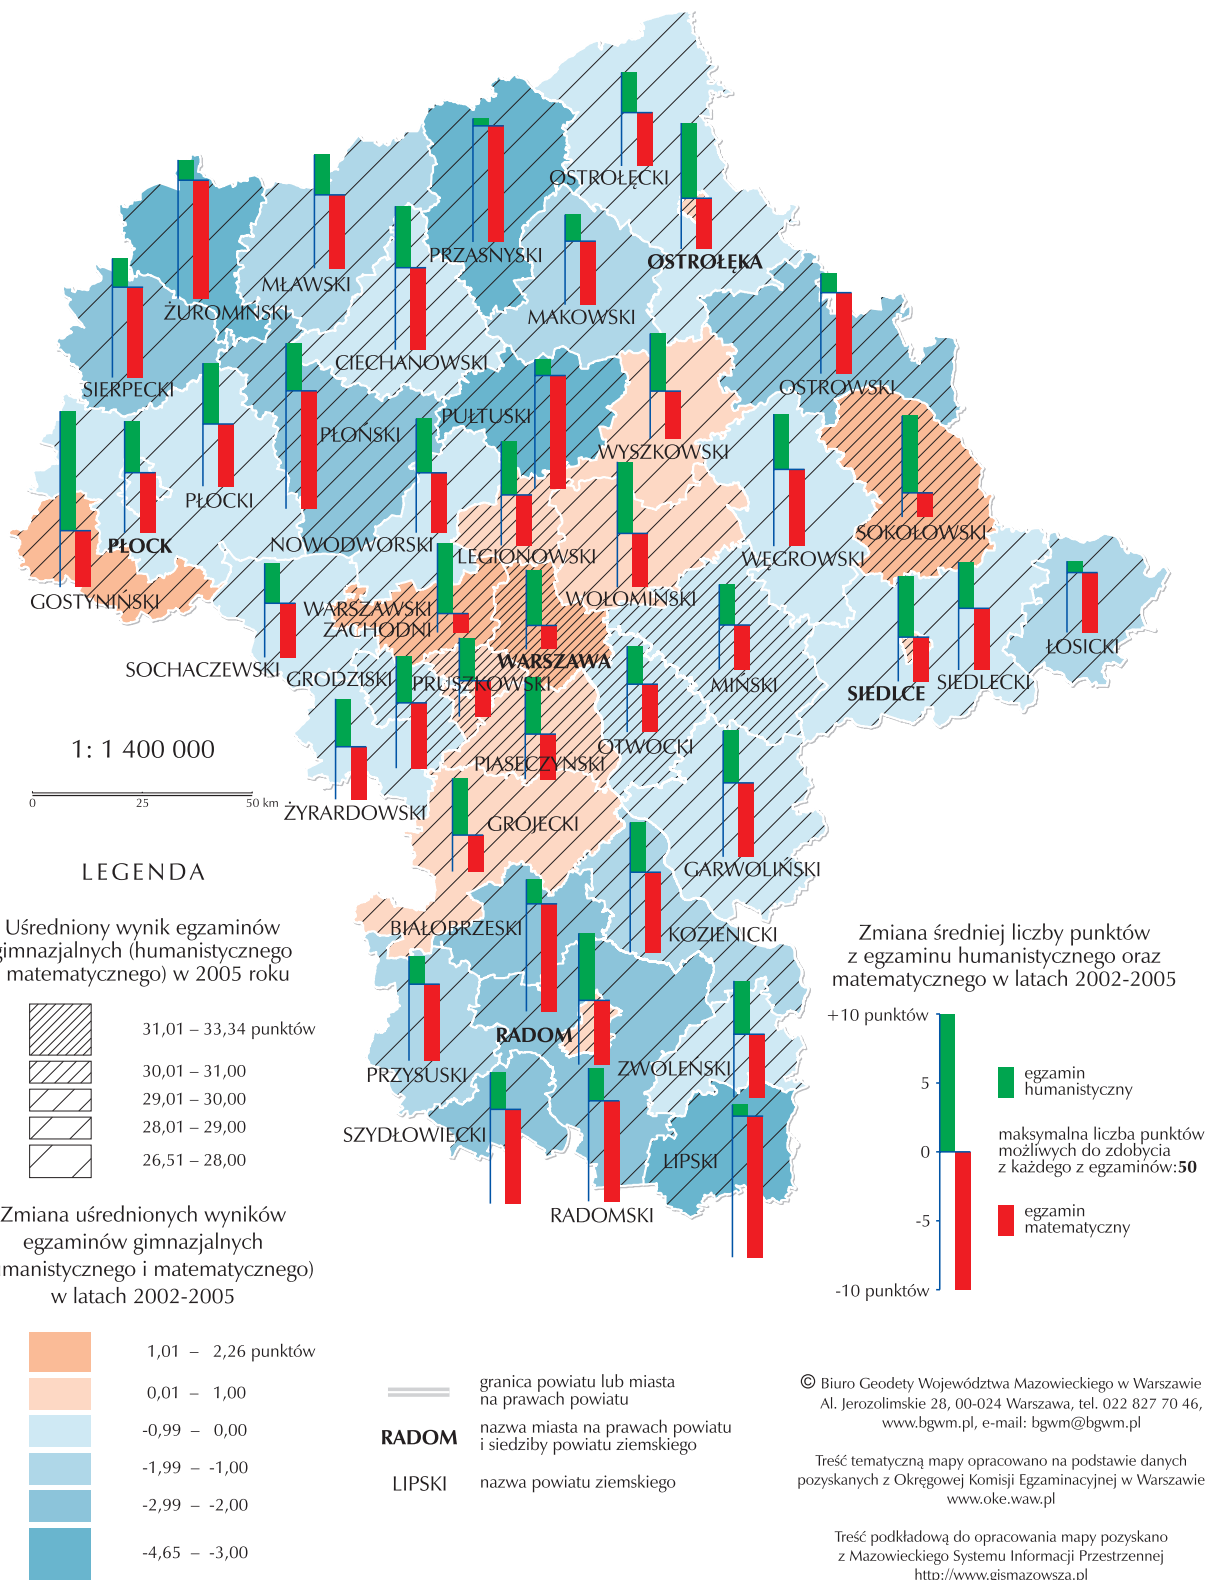 OSTROŁĘCKI
PRZASNYSKI
OSTROŁĘKA
MŁAWSKI
ŻUROMIŃSKI
MAKOWSKI
CIECHANOWSKI
SIERPECKI
OSTROWSKI
PUŁTUSKI
PŁOŃSKI
WYSZKOWSKI
PŁOCKI
SOKOŁOWSKI
PŁOCK
NOWODWORSKI
LEGIONOWSKI
WĘGROWSKI
GOSTYNIŃSKI
WARSZAWSKI
ZACHODNI
WOŁOMIŃSKI
ŁOSICKI
SOCHACZEWSKI
GRODZISKI
PRUSZKOWSKI
WARSZAWA
MIŃSKI
SIEDLCE
SIEDLECKI
OTWOCKI
PIASECZYŃSKI
1: 1 400 000
0 25 50 km
ŻYRARDOWSKI
GRÓJECKI
GARWOLIŃSKI
BIAŁOBRZESKI
KOZIENICKI
RADOM
ZWOLEŃSKI
PRZYSUSKI
SZYDŁOWIECKI
LIPSKI
RADOMSKI
LEGENDA
Uśredniony wynik egzaminów
gimnazjalnych (humanistycznego
matematycznego) w 2005 roku
31,01 – 33,34 punktów
30,01 – 31,00
29,01 – 30,00
28,01 – 29,00
26,51 – 28,00
Zmiana uśrednionych wyników
egzaminów gimnazjalnych
manistycznego i matematycznego)
w latach 2002-2005
1,01 – 2,26 punktów
0,01 – 1,00
-0,99 – 0,00
-1,99 – -1,00
-2,99 – -2,00
-4,65 – -3,00
granica powiatu lub miasta
na prawach powiatu
RADOM nazwa miasta na prawach powiatu
i siedziby powiatu ziemskiego
LIPSKI nazwa powiatu ziemskiego
Zmiana średniej liczby punktów
z egzaminu humanistycznego oraz
matematycznego w latach 2002-2005
+10 punktów
5
0
-5
-10 punktów
egzamin
humanistyczny
maksymalna liczba punktów
możliwych do zdobycia
z każdego z egzaminów:50
egzamin
matematyczny
© Biuro Geodety Województwa Mazowieckiego w Warszawie
Al. Jerozolimskie 28, 00-024 Warszawa, tel. 022 827 70 46,
www.bgwm.pl, e-mail: bgwm@bgwm.pl
Treść tematyczną mapy opracowano na podstawie danych
pozyskanych z Okręgowej Komisji Egzaminacyjnej w Warszawie
www.oke.waw.pl
Treść podkładową do opracowania mapy pozyskano
z Mazowieckiego Systemu Informacji Przestrzennej
http://www.gismazowsza.pl